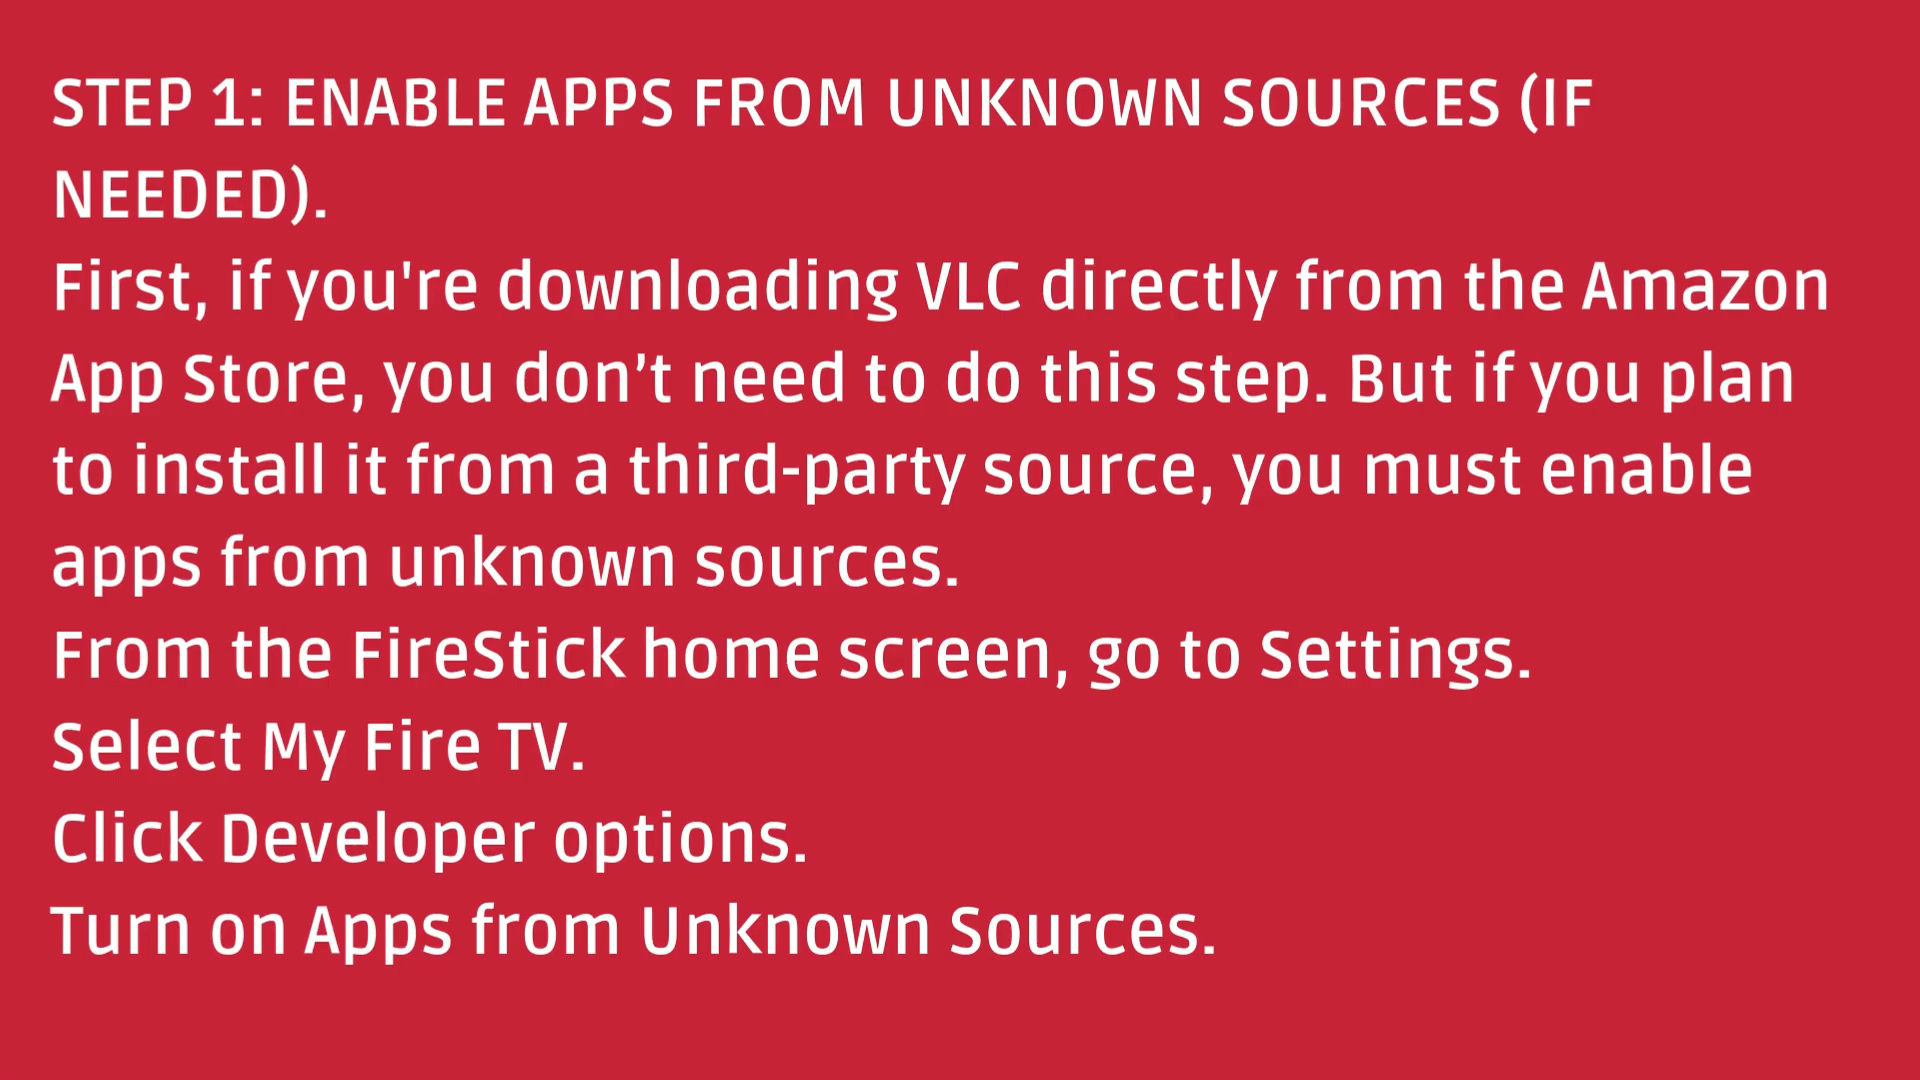 STEP 1: ENABLE APPS FROM UNKNOWN SOURCES (IF
NEEDED).
First, if you're downloading VLC directly from the Amazon
App Store, you don’t need to do this step. But if you plan
to install it from a third-party source, you must enable
apps from unknown sources.
From the FireStick home screen, go to Settings.
Select My Fire TV.
Click Developer options.
Turn on Apps from Unknown Sources.